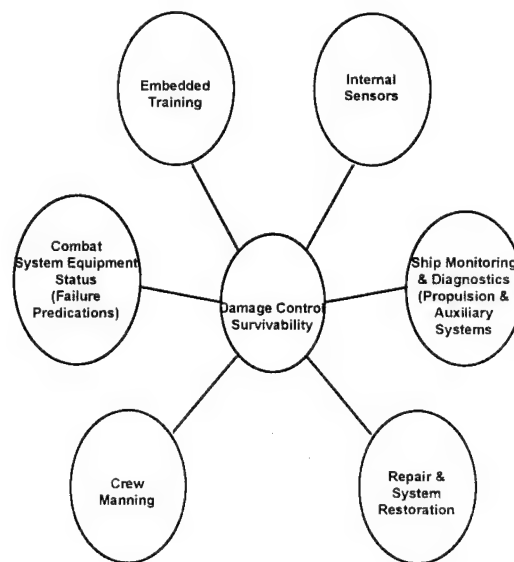 Embedded
Training
Internal
Sensors
Combat
System Equipment
Status
(Failure
Predications)
Damage Control
Survivability
Ship Monitoring
& Diagnostics
(Propulsion &
Auxiliary
Systems
Crew
Manning
Repair &
System
Restoration